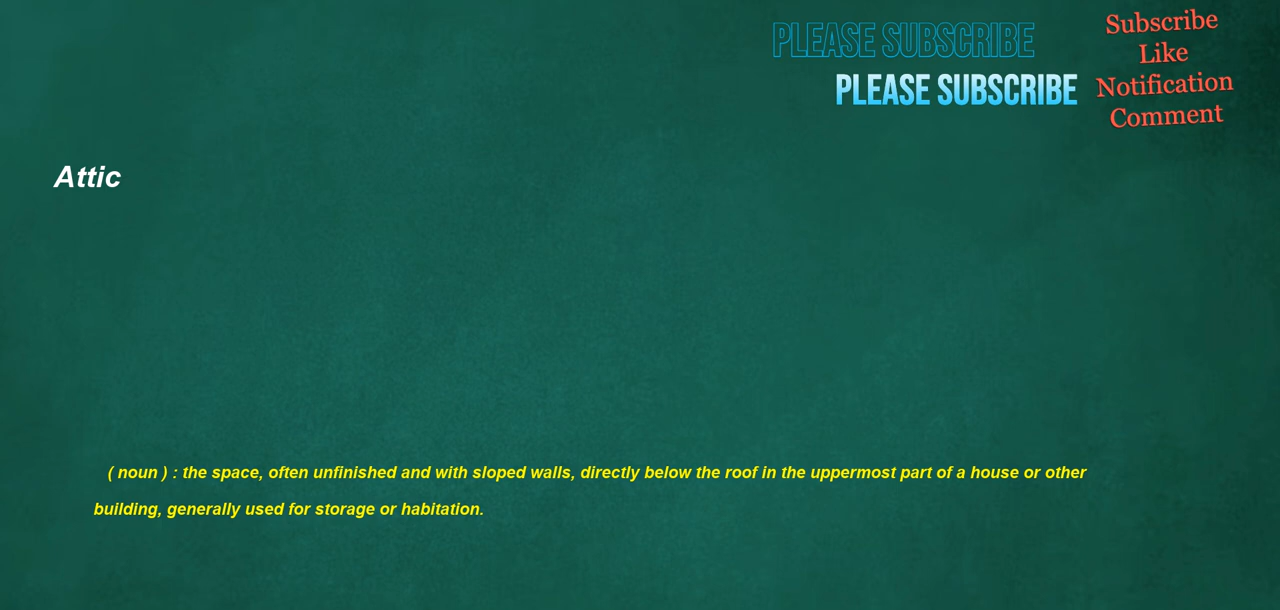 PLEASE SUBSCRIBE
PLEASE SUBSCRIBE
Subscribe
Like
Notification
Comment
Attic
( noun ) : the space, often unfinished and with sloped walls, directly below the roof in the uppermost part of a house or other
building, generally used for storage or habitation.